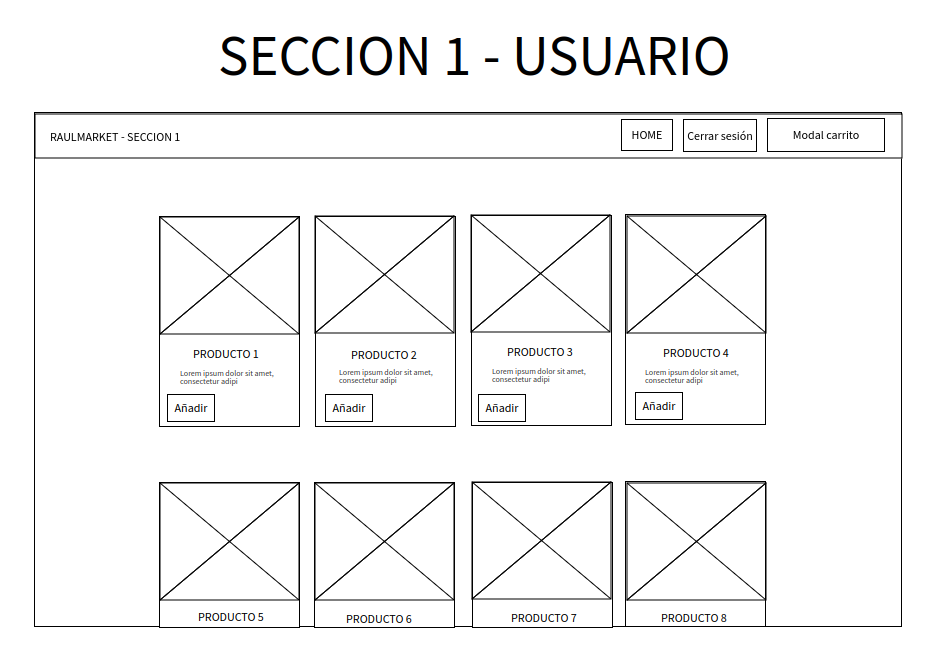 SECCION 1 - USUARIO
RAULMARKET - SECCION 1
HOME
Cerrar sesión
Modal carrito
PRODUCTO 1
Lorem ipsum dolor sit amet,
consectetur adipi
Añadir
PRODUCTO 2
Lorem ipsum dolor sit amet,
consectetur adipi
Añadir
PRODUCTO 3
Lorem ipsum dolor sit amet,
consectetur adipi
Añadir
PRODUCTO 4
Lorem ipsum dolor sit amet,
consectetur adipi
Añadir
PRODUCTO 5
PRODUCTO 6
PRODUCTO 7
PRODUCTO 8